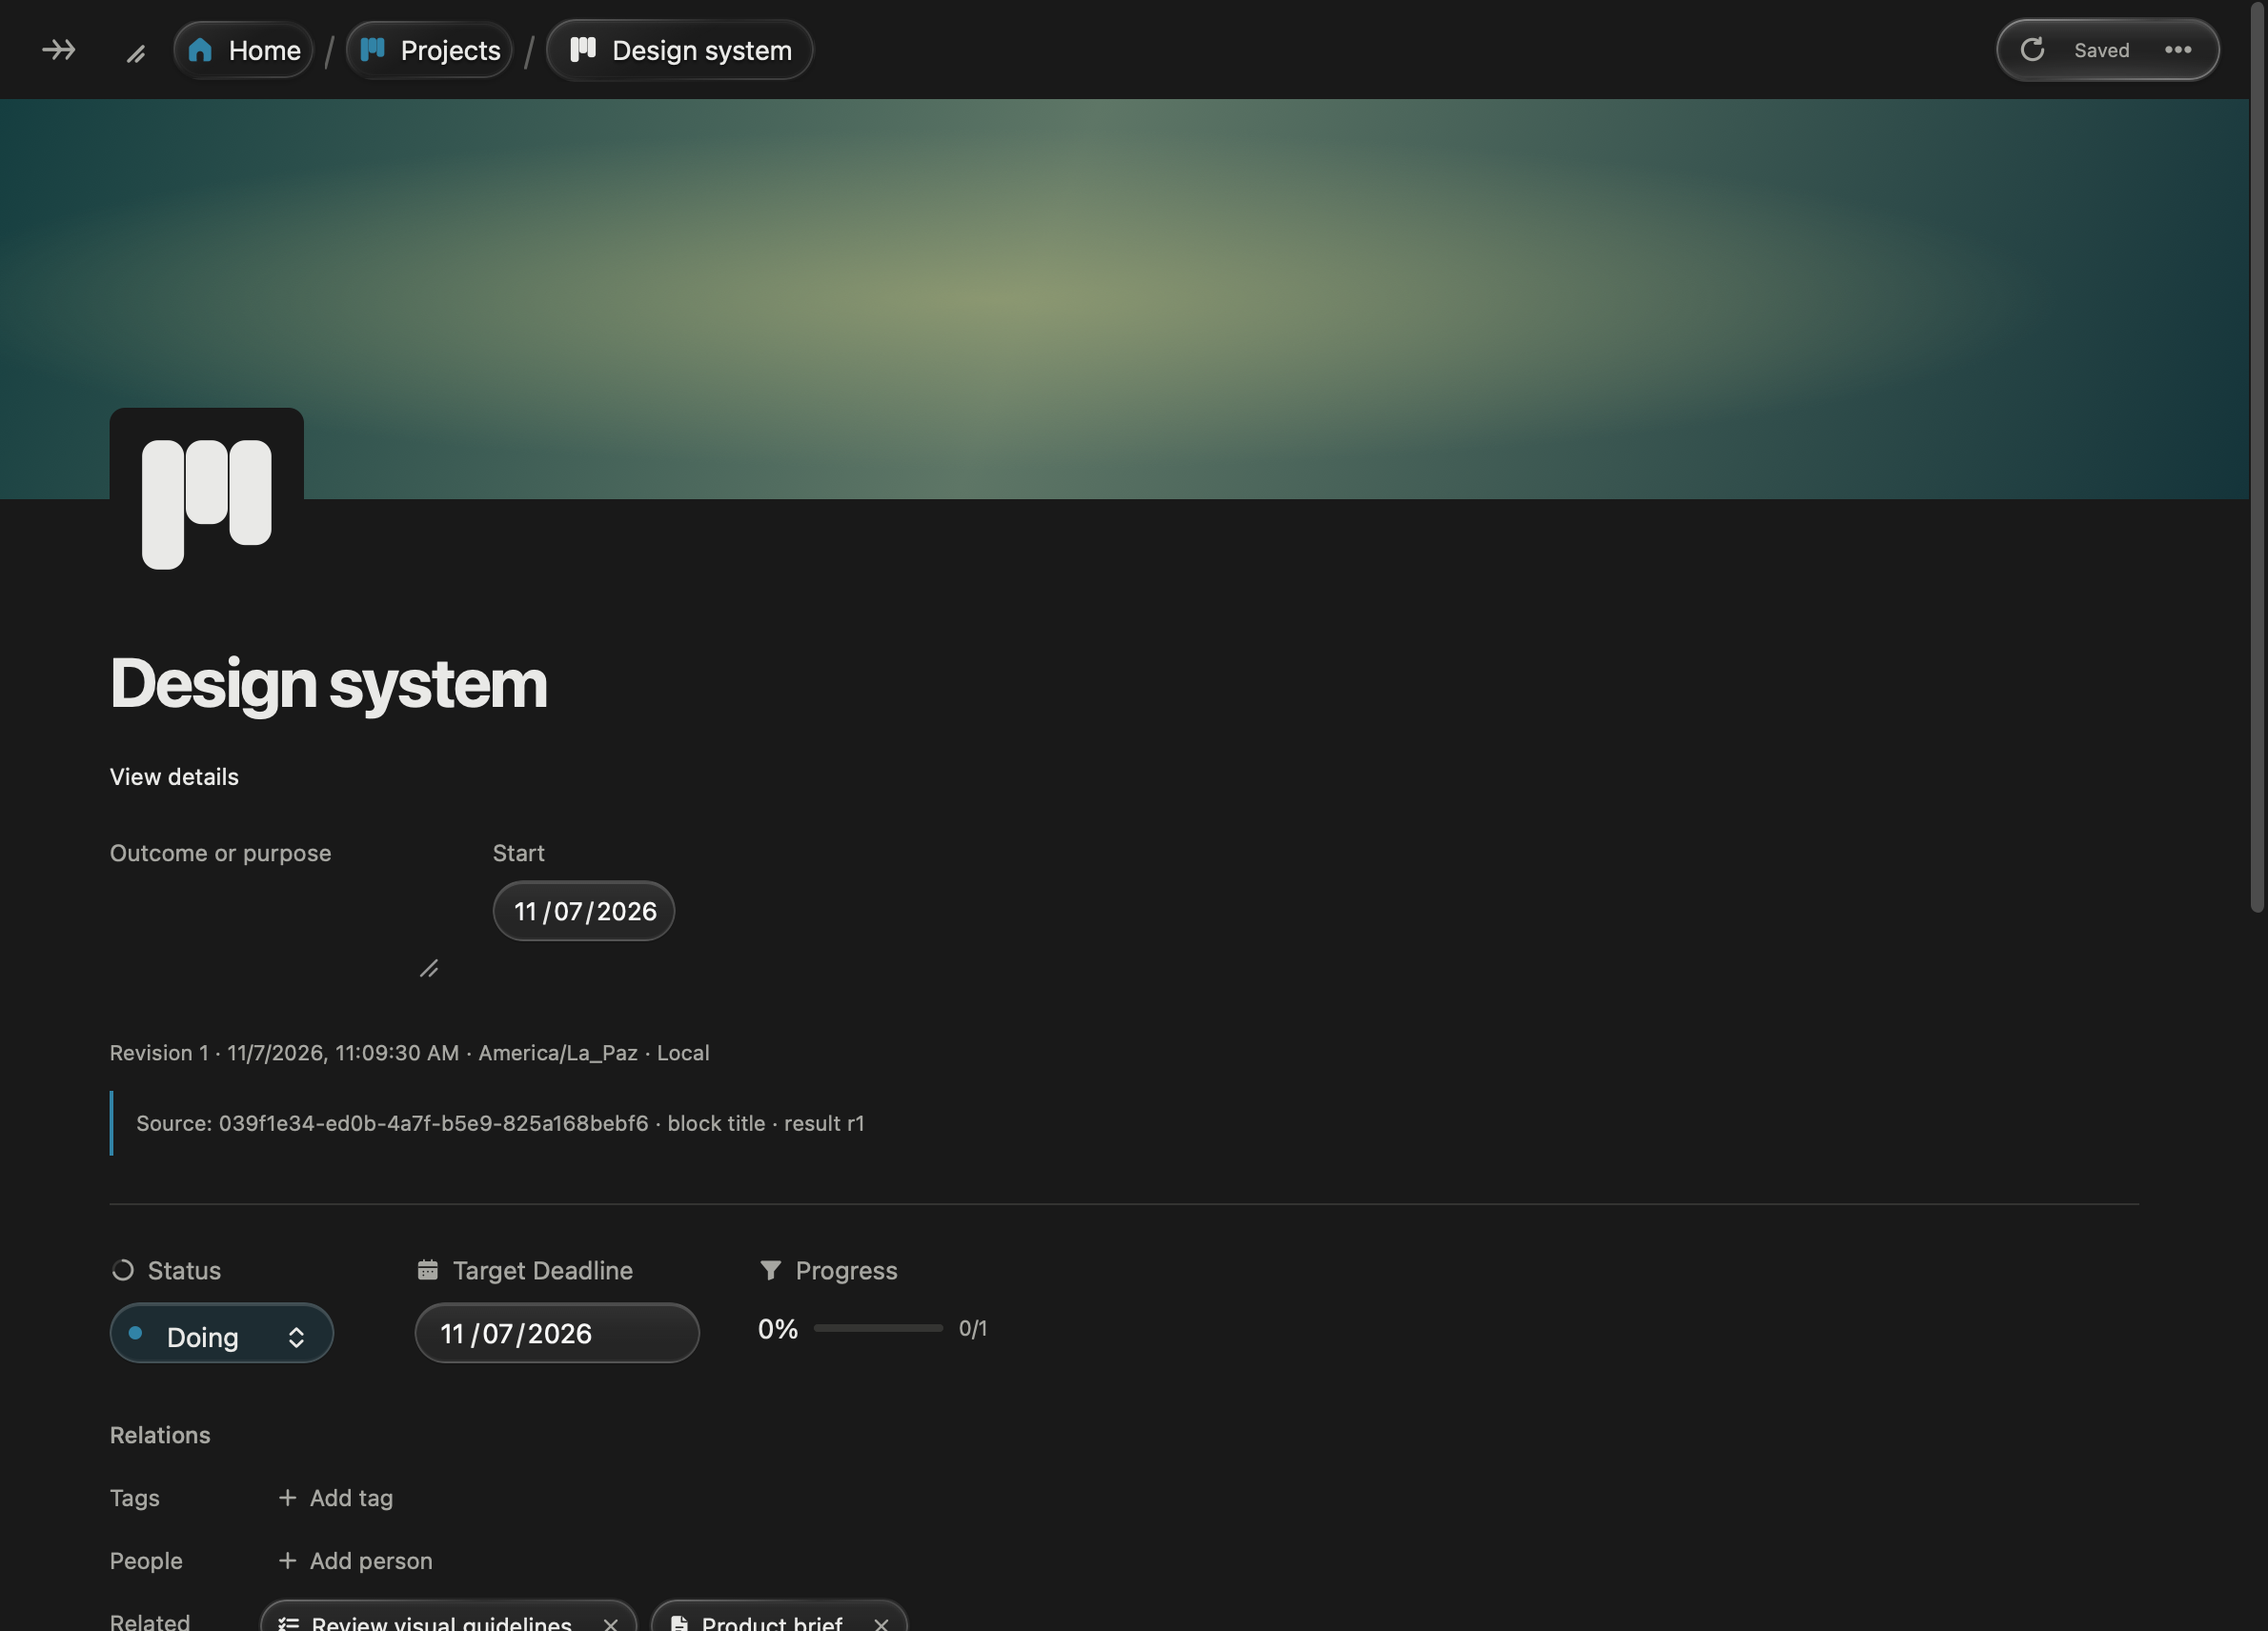 Home / Projects / Design system
Saved
Design system
View details
Outcome or purpose
Start
11/07/2026
Revision 1 · 11/7/2026, 11:09:30 AM · America/La_Paz · Local
Source: 039f1e34-ed0b-4a7f-b5e9-825a168bebf6 · block title · result r1
Status
Target Deadline
Progress
Doing
11/07/2026
0%
0/1
Relations
Tags
+ Add tag
People
+ Add person
Related
Review visual guidelines
Product brief